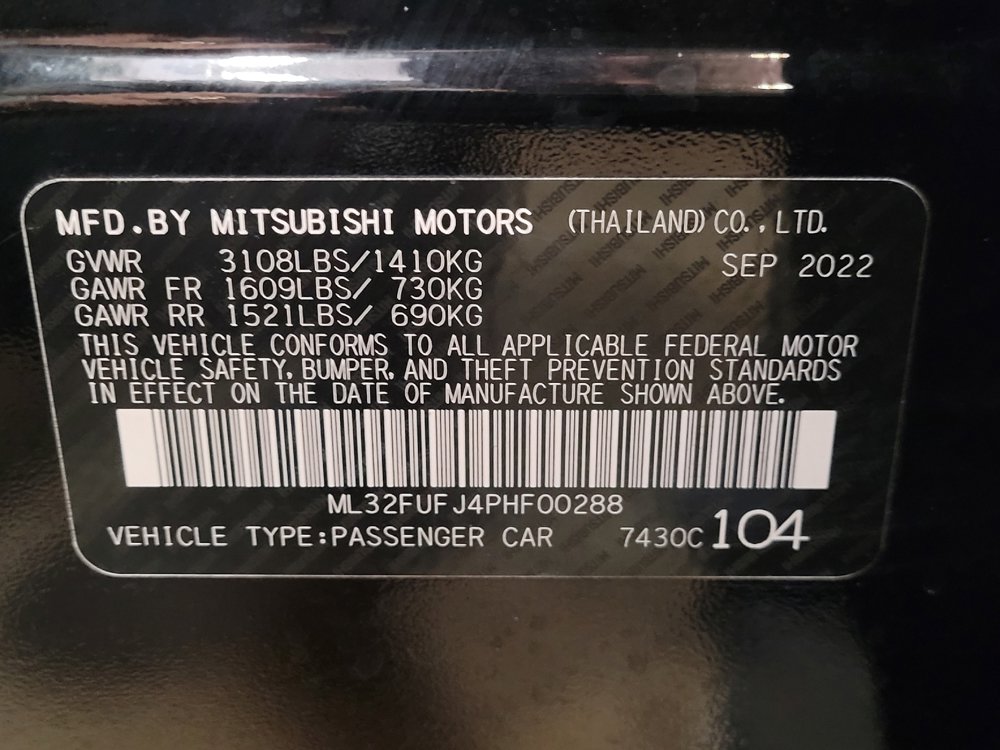 MFD.BY MITSUBISHI MOTORS (THAILAND) CO., LTD.
GVWR 3108LBS/1410KG SEP 2022
GAWR FR 1609LBS/ 730KG
GAWR RR 1521LBS/ 690KG
THIS VEHICLE CONFORMS TO ALL APPLICABLE FEDERAL MOTOR
VEHICLE SAFETY, BUMPER, AND THEFT PREVENTION STANDARDS
IN EFFECT ON THE DATE OF MANUFACTURE SHOWN ABOVE.
ML32FUFJ4PHF00288
VEHICLE TYPE:PASSENGER CAR 7430C 104